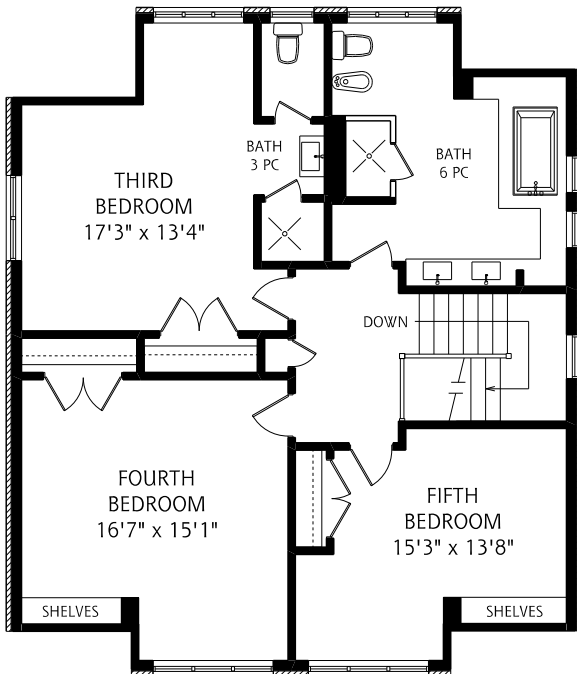 BATH
3 PC
BATH
6 PC
THIRD
BEDROOM
17'3" x 13'4"
DOWN
FOURTH
BEDROOM
16'7" x 15'1"
FIFTH
BEDROOM
15'3" x 13'8"
SHELVES
SHELVES